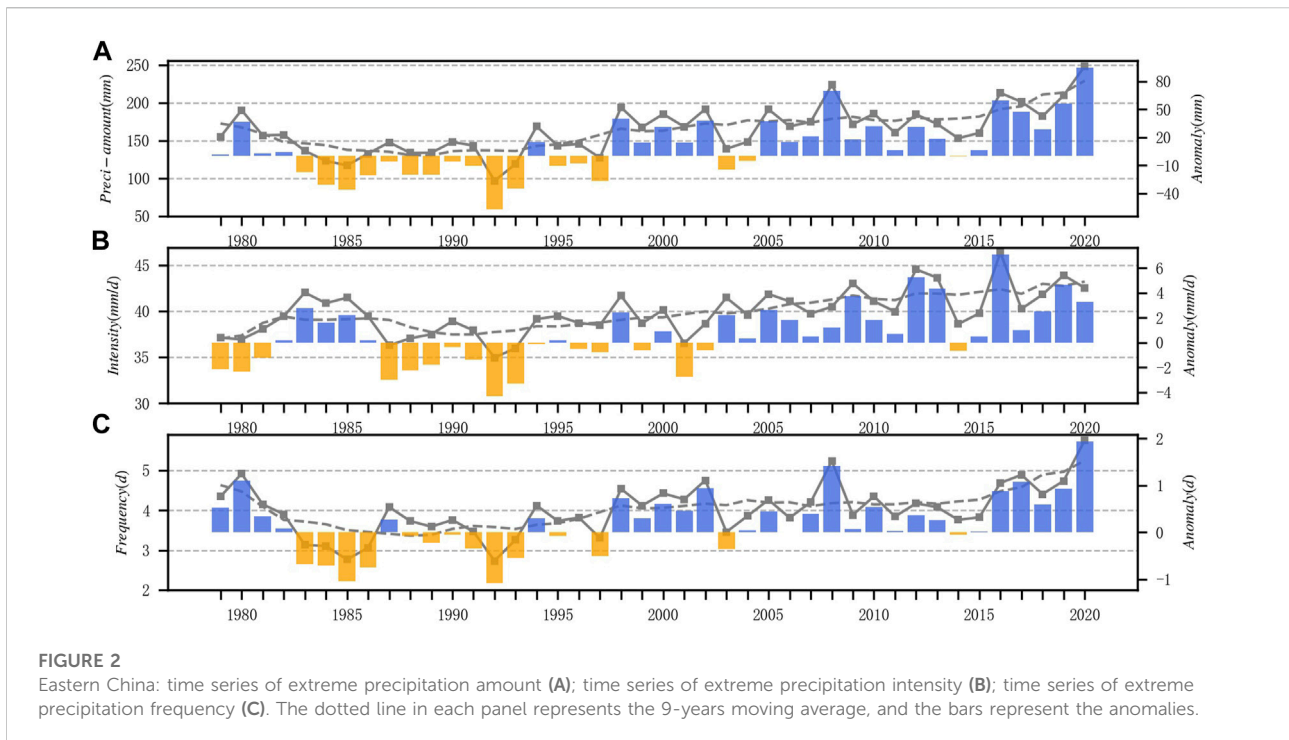 A
250
200
150
100
50
Preci-amount(mm)
80
50
20
-10
-40
Anomaly(mm)
1980 1985 1990 1995 2000 2005 2010 2015 2020
B
45
40
35
30
Intensity(mm/d)
6
4
2
0
-2
-4
Anomaly(mm/d)
1980 1985 1990 1995 2000 2005 2010 2015 2020
C
5
4
3
2
Frequency(d)
2
1
0
-1
Anomaly(d)
1980 1985 1990 1995 2000 2005 2010 2015 2020
FIGURE 2
Eastern China: time series of extreme precipitation amount (A); time series of extreme precipitation intensity (B); time series of extreme
precipitation frequency (C). The dotted line in each panel represents the 9-years moving average, and the bars represent the anomalies.